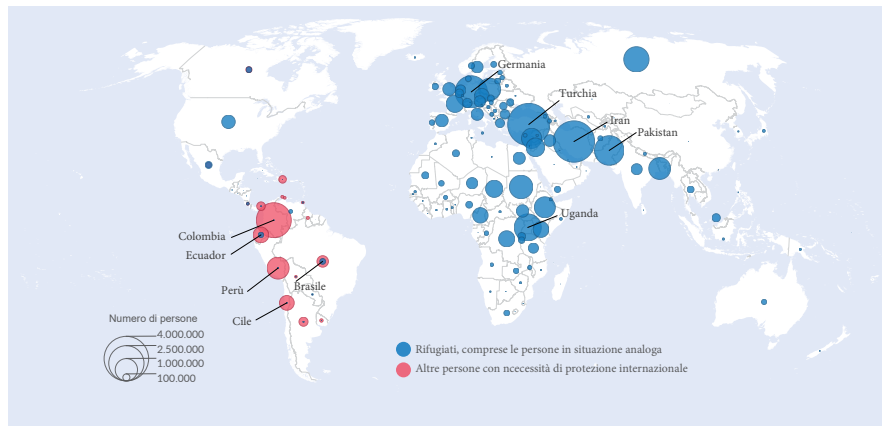 Germania
Turchia
Iran
Pakistan
Uganda
Colombia
Ecuador
Perù
Brasile
Cile
Numero di persone
4.000.000
2.500.000
1.000.000
100.000
Rifugiati, comprese le persone in situazione analoga
Altre persone con ncecessità di protezione internazionale